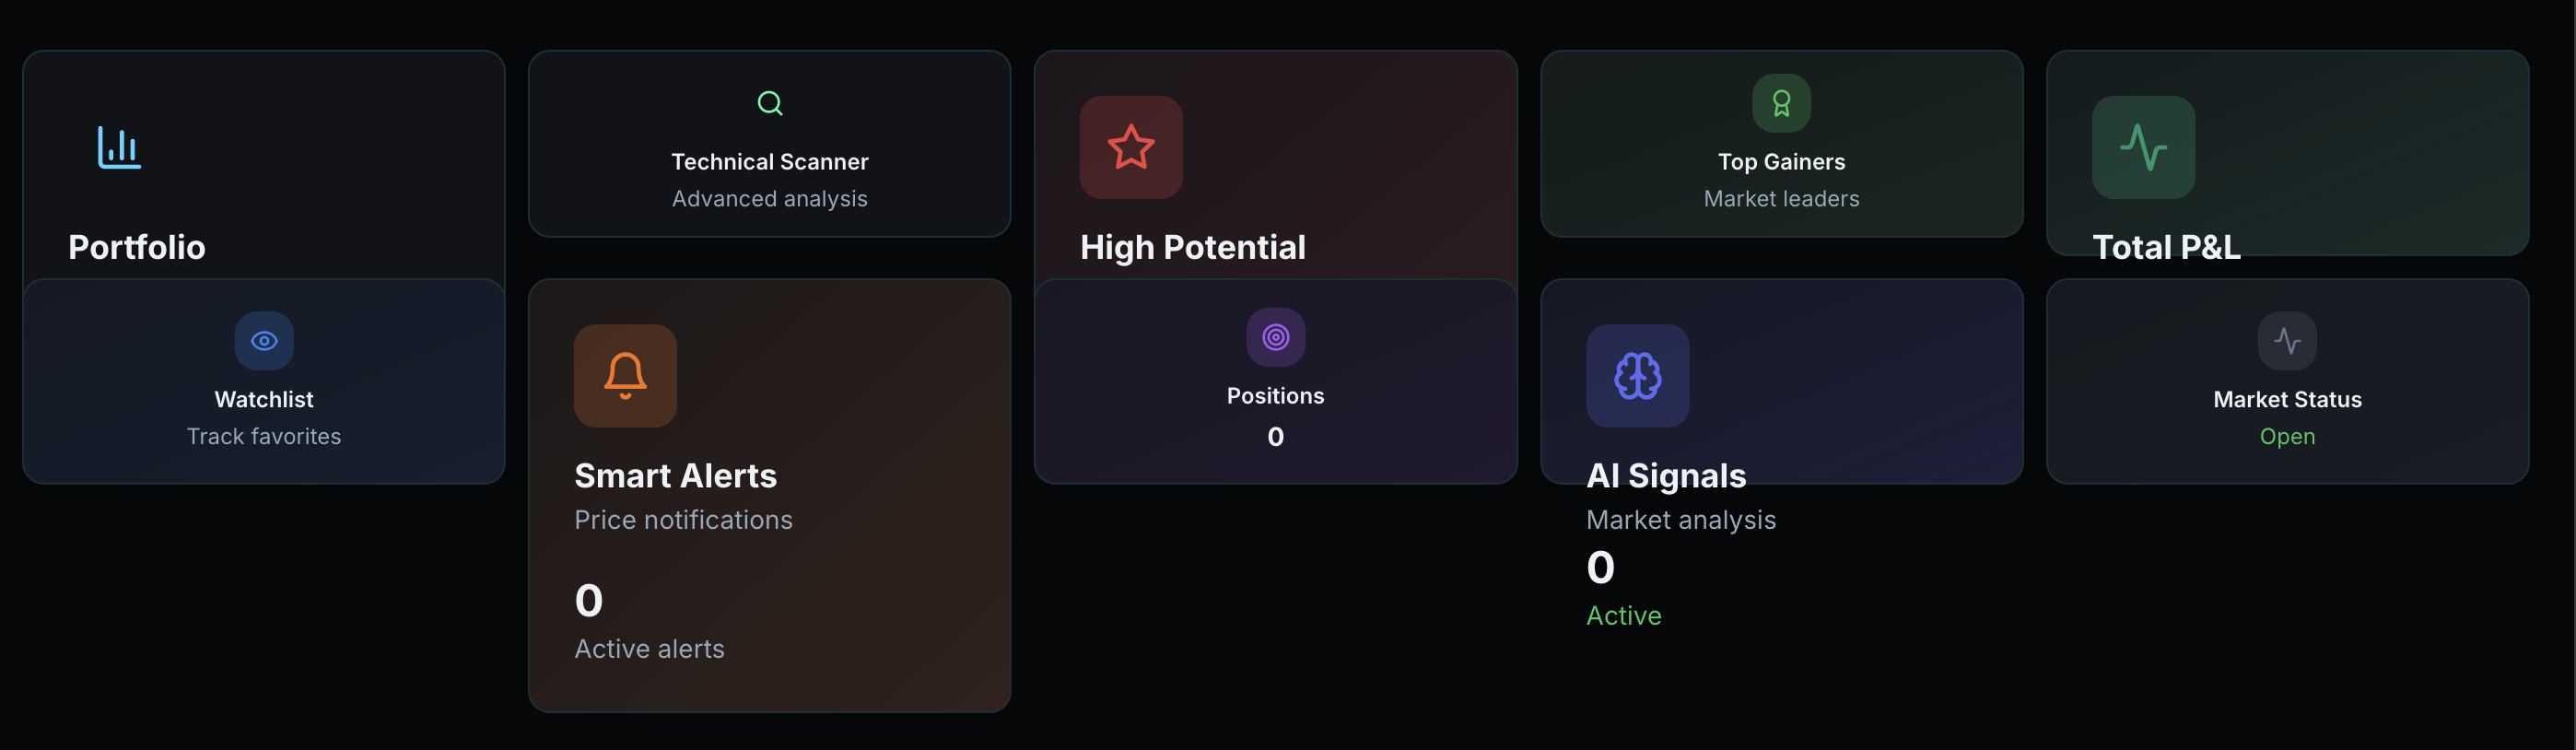 Portfolio
Technical Scanner
Advanced analysis
High Potential
Top Gainers
Market leaders
Total P&L
Watchlist
Track favorites
Smart Alerts
Price notifications
0
Active alerts
Positions
0
AI Signals
Market analysis
0
Active
Market Status
Open